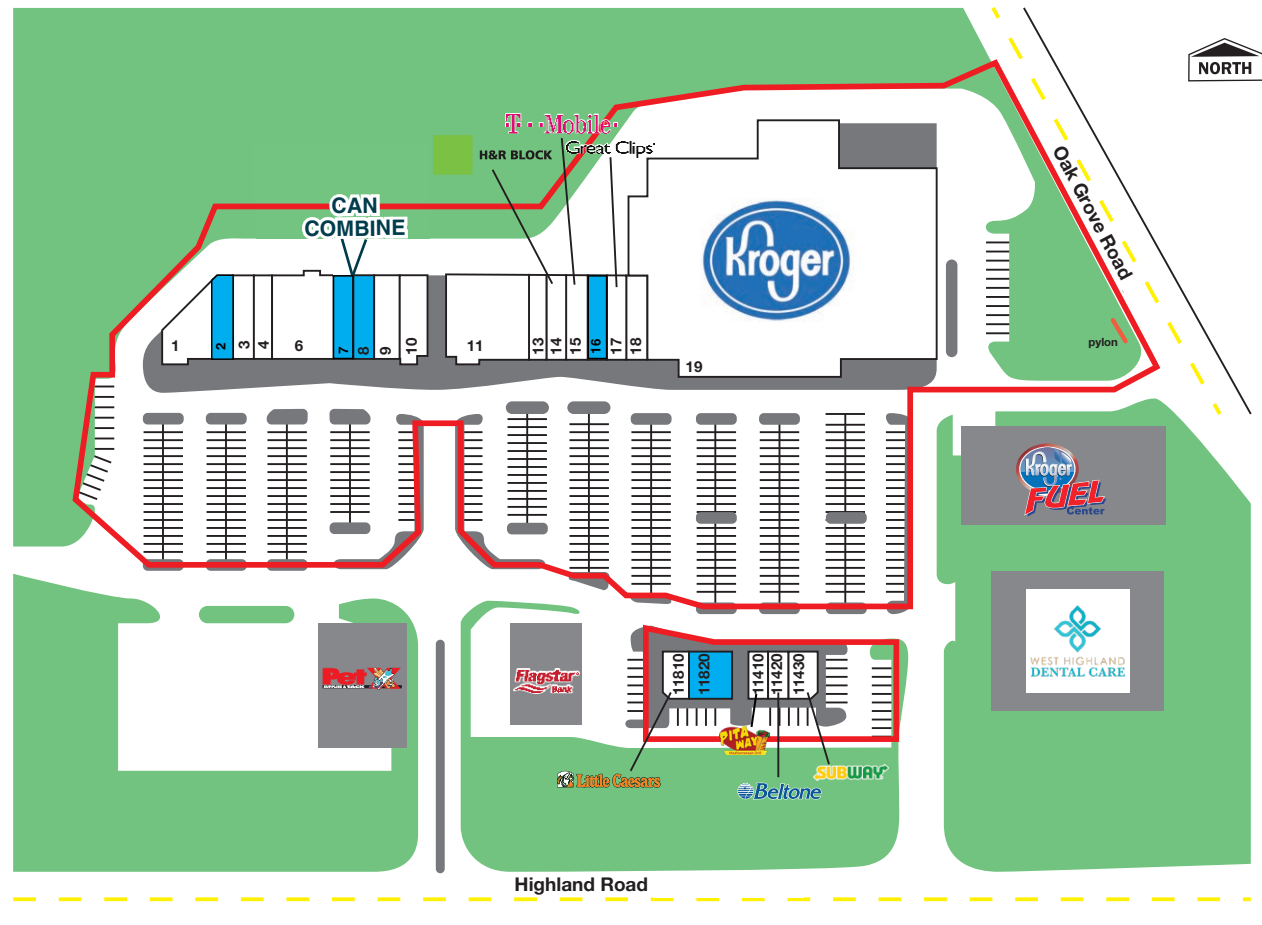 NORTH
Oak Grove Road
T··Mobile·
Great Clips
H&R BLOCK
CAN
COMBINE
Kroger
1
2
3
4
6
7
8
9
10
11
13
14
15
16
17
18
19
pylon
Kroger
FUEL
Center
WEST HIGHLAND
DENTAL CARE
Pet X
Flagstar
Bank
11810
11820
11410
11420
11430
PITA
WAY
Little Caesars
Beltone
SUBWAY
Highland Road